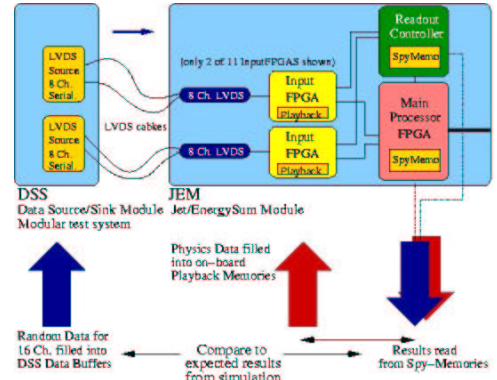 LVDS
Source
8 Ch.
Serial
LVDS
Source
8 Ch.
Serial
LVDS cabkes
(only 2 of 11 InputFPGAS shown)
8 Ch. LVDS
8 Ch. LVDS
Input
FPGA
Playback
Input
FPGA
Playback
Readout
Controller
SpyMemo
Main
Processor
FPGA
SpyMemo
DSS
Data Source/Sink Module
Modular test system
JEM
Jet/EnergySum Module
Physics Data filled
into on-board
Playback Memories
Random Data for
16 Ch. filled into
DSS Data Buffers
Compare to
expected results
from simulation
Results read
from Spy-Memories